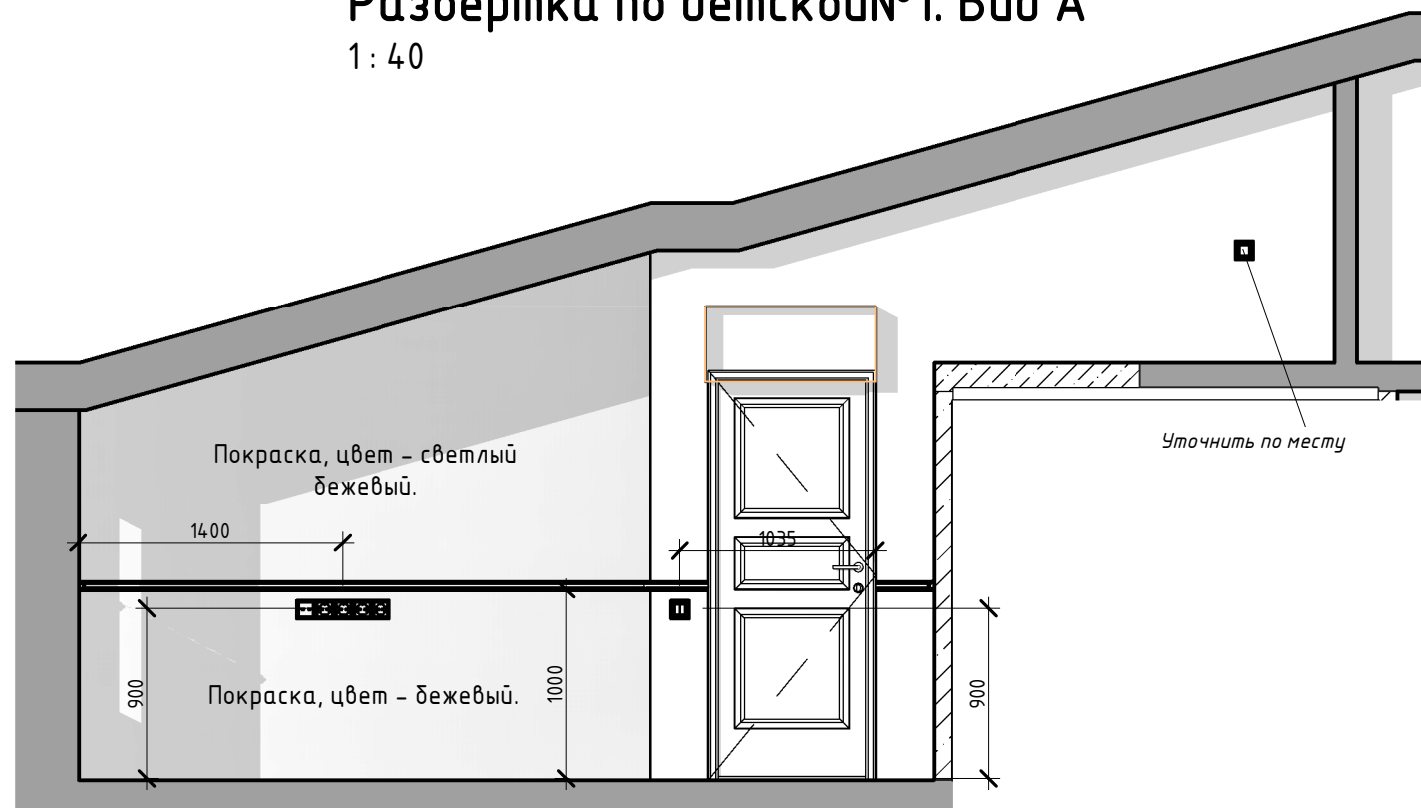 Развертка по детской№1. Вид А
1 : 40
Уточнить по месту
Покраска, цвет – светлый
бежевый.
1400
1035
900
Покраска, цвет – бежевый.
1000
900